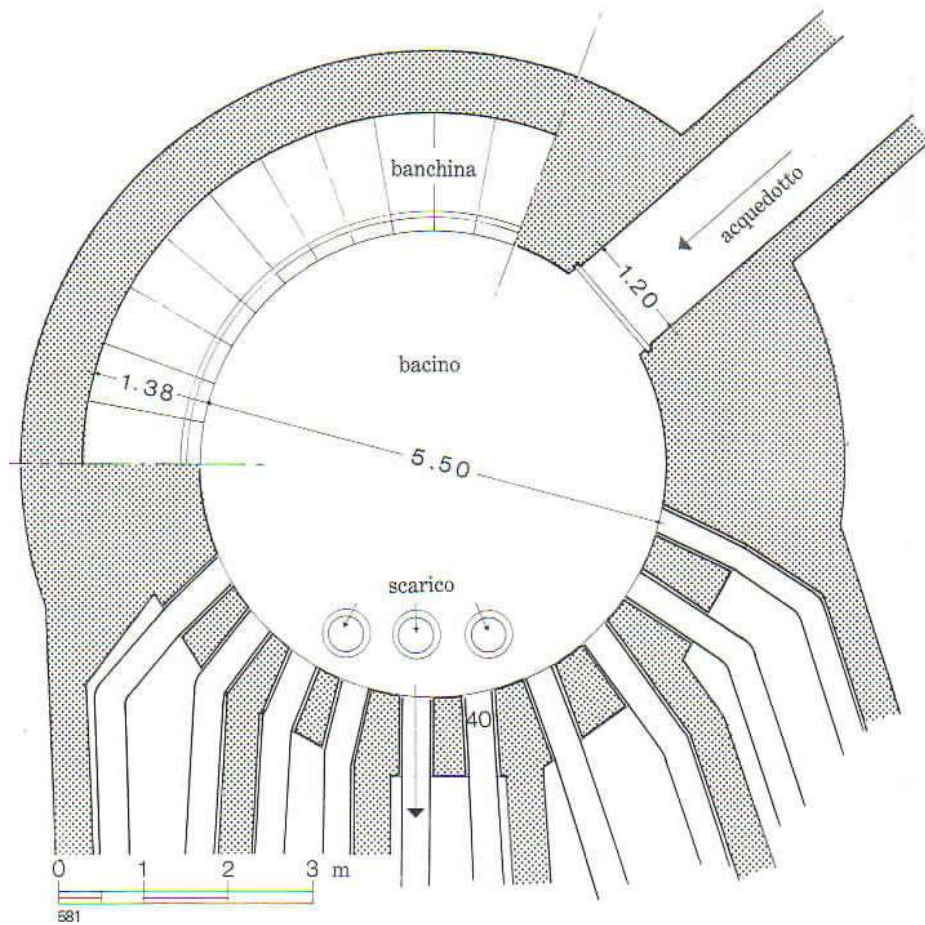 banchina
acquedotto
1.20
bacino
1.38
5.50
scarico
40
0 1 2 3 m
581